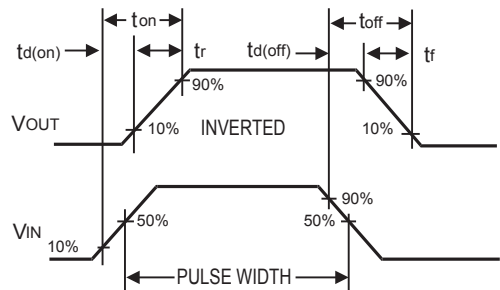 ton
toff
td(on)
tr
td(off)
tf
90%
90%
VOUT
10%
INVERTED
10%
90%
50%
50%
VIN
10%
PULSE WIDTH